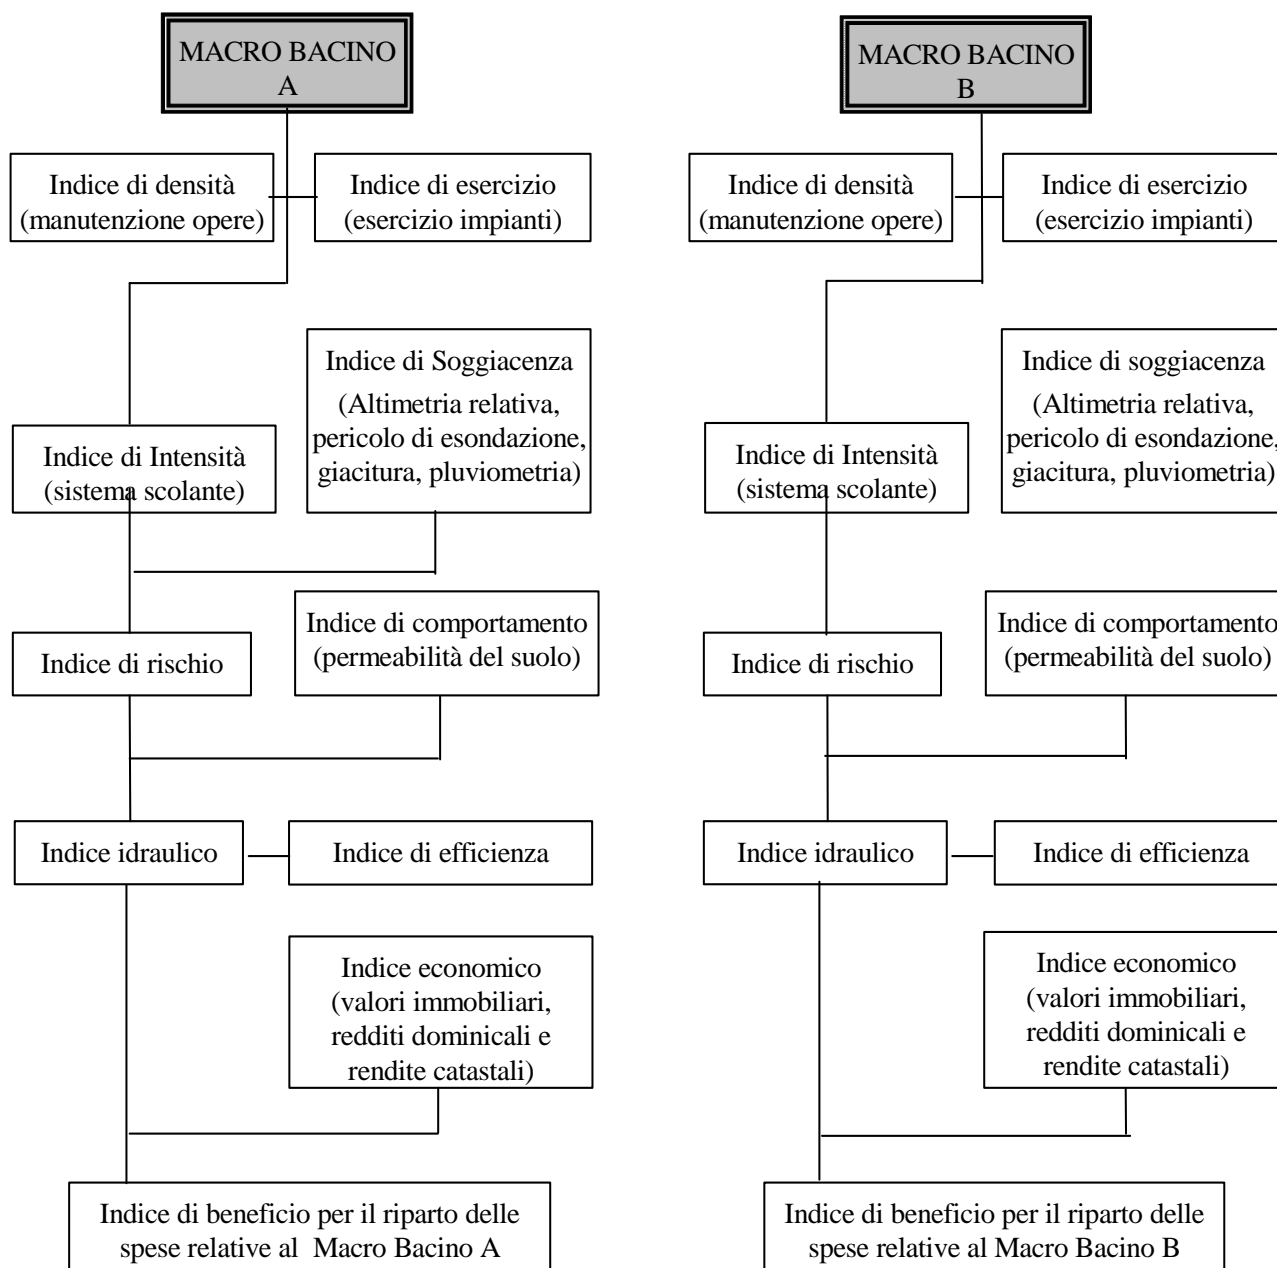 MACRO BACINO
A
Indice di densità
(manutenzione opere)
Indice di esercizio
(esercizio impianti)
Indice di Soggiacenza
(Altimetria relativa,
pericolo di esondazione,
giacitura, pluviometria)
Indice di Intensità
(sistema scolante)
Indice di comportamento
(permeabilità del suolo)
Indice di rischio
Indice idraulico
Indice di efficienza
Indice economico
(valori immobiliari,
redditi dominicali e
rendite catastali)
Indice di beneficio per il riparto delle
spese relative al Macro Bacino A
MACRO BACINO
B
Indice di densità
(manutenzione opere)
Indice di esercizio
(esercizio impianti)
Indice di soggiacenza
(Altimetria relativa,
pericolo di esondazione,
giacitura, pluviometria)
Indice di Intensità
(sistema scolante)
Indice di comportamento
(permeabilità del suolo)
Indice di rischio
Indice idraulico
Indice di efficienza
Indice economico
(valori immobiliari,
redditi dominicali e
rendite catastali)
Indice di beneficio per il riparto delle
spese relative al Macro Bacino B